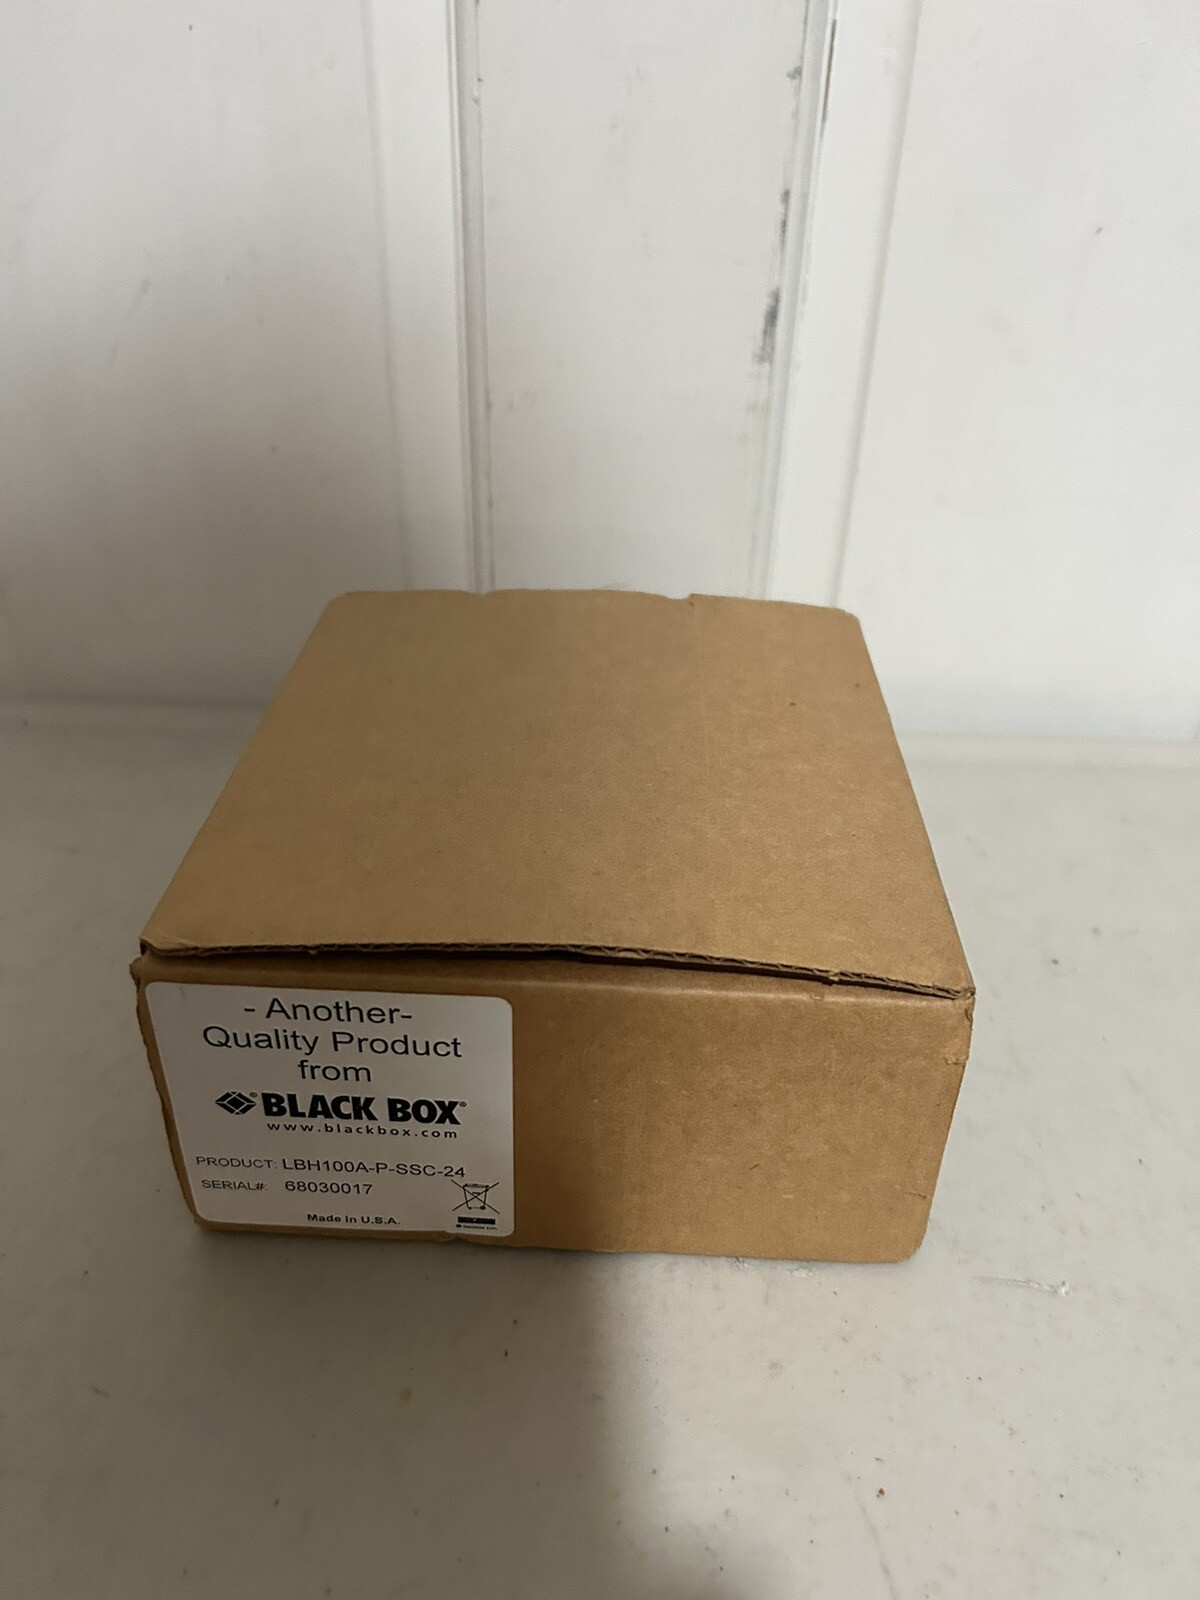 - Another-
Quality Product
from
BLACK BOX®
www.blackbox.com
PRODUCT: LBH100A-P-SSC-24
SERIAL#: 68030017
Made in U.S.A.